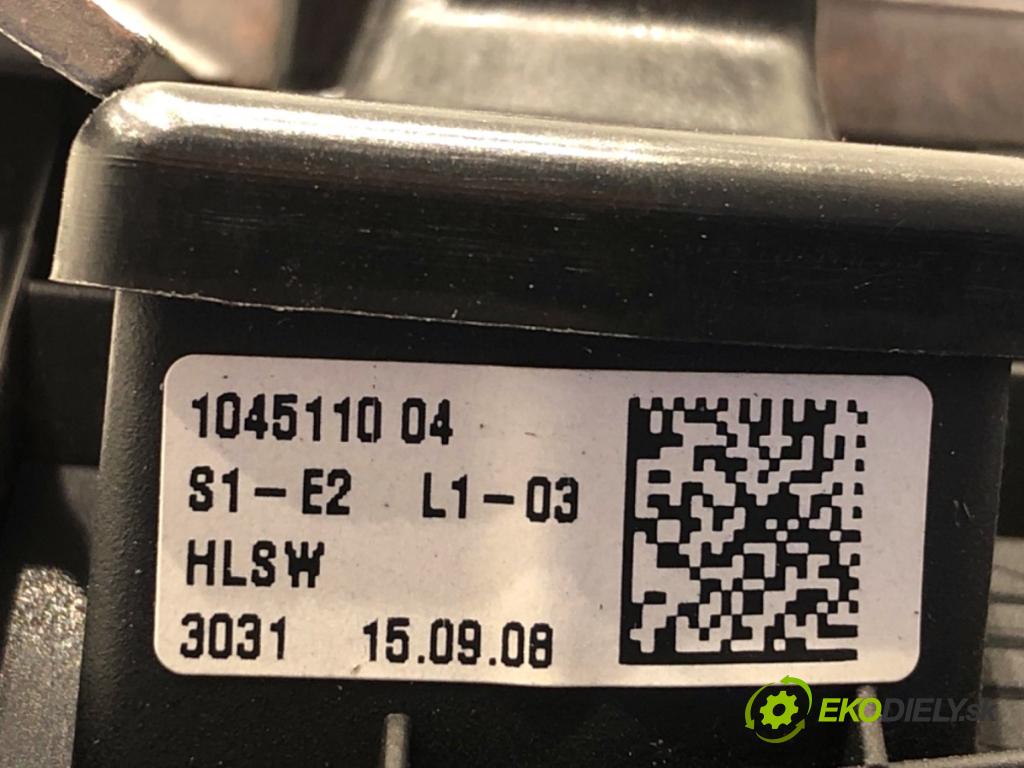 1045110 04
S1-E2 L1-03
HLSW
3031 15.09.08
EKODIELY.sk